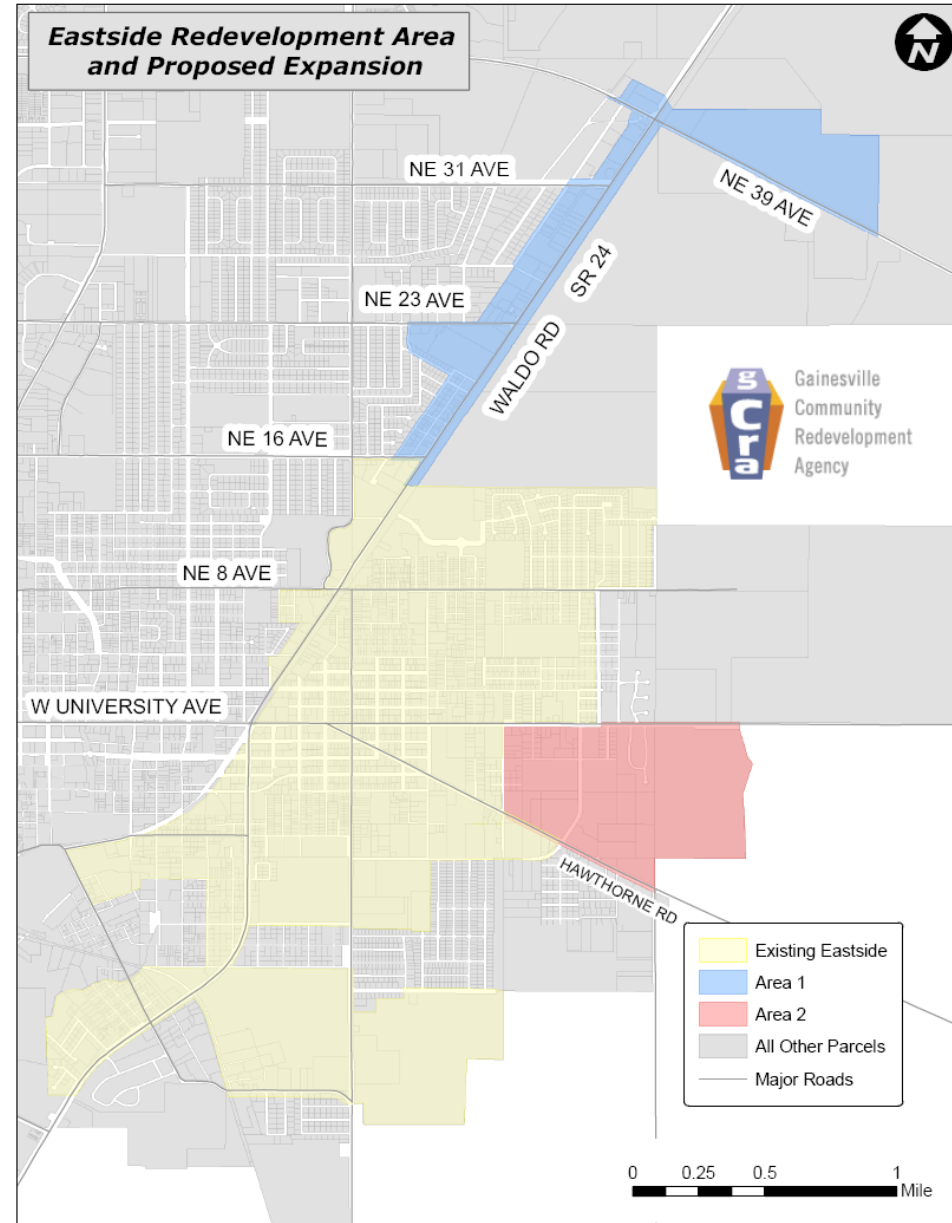 Eastside Redevelopment Area
and Proposed Expansion
N
NE 31 AVE
NE 39 AVE
SR 24
NE 23 AVE
WALDO RD
g
c
r
a
Gainesville
Community
Redevelopment
Agency
NE 16 AVE
NE 8 AVE
W UNIVERSITY AVE
HAWTHORNE RD
Existing Eastside
Area 1
Area 2
All Other Parcels
Major Roads
0 0.25 0.5 1
Mile